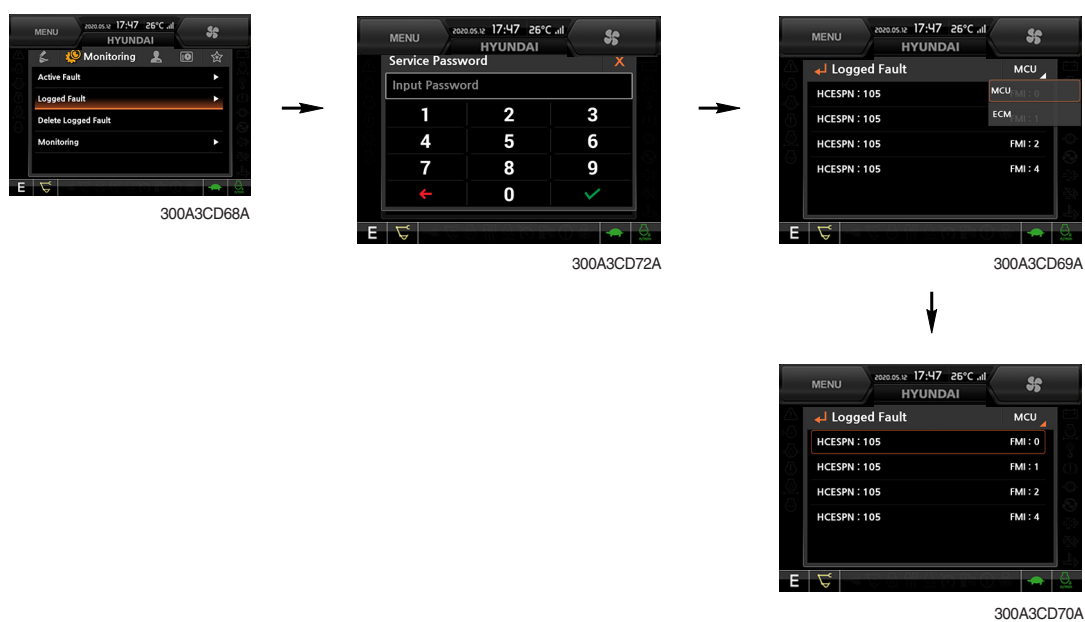 MENU
2020.05.12 17:47 26°C
HYUNDAI
Monitoring
Active Fault
Logged Fault
Delete Logged Fault
Monitoring
E
300A3CD68A
MENU
2020.05.12 17:47 26°C
HYUNDAI
Service Password X
Input Password
1 2 3
4 5 6
7 8 9
0
E
300A3CD72A
MENU
2020.05.12 17:47 26°C
HYUNDAI
Logged Fault MCU
HCESPN : 105 FMI : 0
MCU
HCESPN : 105 FMI : 1
ECM
HCESPN : 105 FMI : 2
HCESPN : 105 FMI : 4
E
300A3CD69A
MENU
2020.05.12 17:47 26°C
HYUNDAI
Logged Fault MCU
HCESPN : 105 FMI : 0
HCESPN : 105 FMI : 1
HCESPN : 105 FMI : 2
HCESPN : 105 FMI : 4
E
300A3CD70A